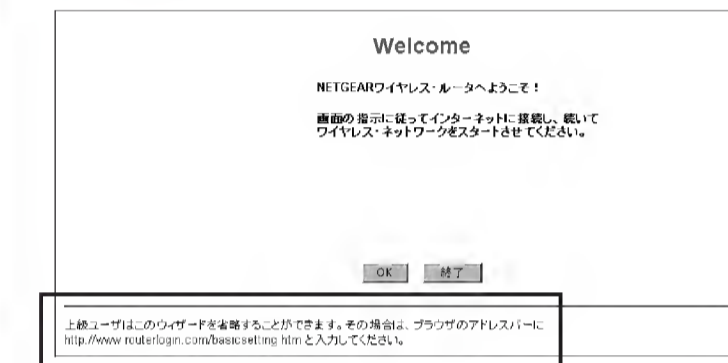 Welcome
NETGEARワイヤレス・ルータへようこそ！
画面の指示に従ってインターネットに接続し、続いて
ワイヤレス・ネットワークをスタートさせてください。
OK
終了
上級ユーザはこのウィザードを省略することができます。その場合は、ブラウザのアドレスバーに
http://www.routerlogin.com/basicsetting.htm と入力してください。